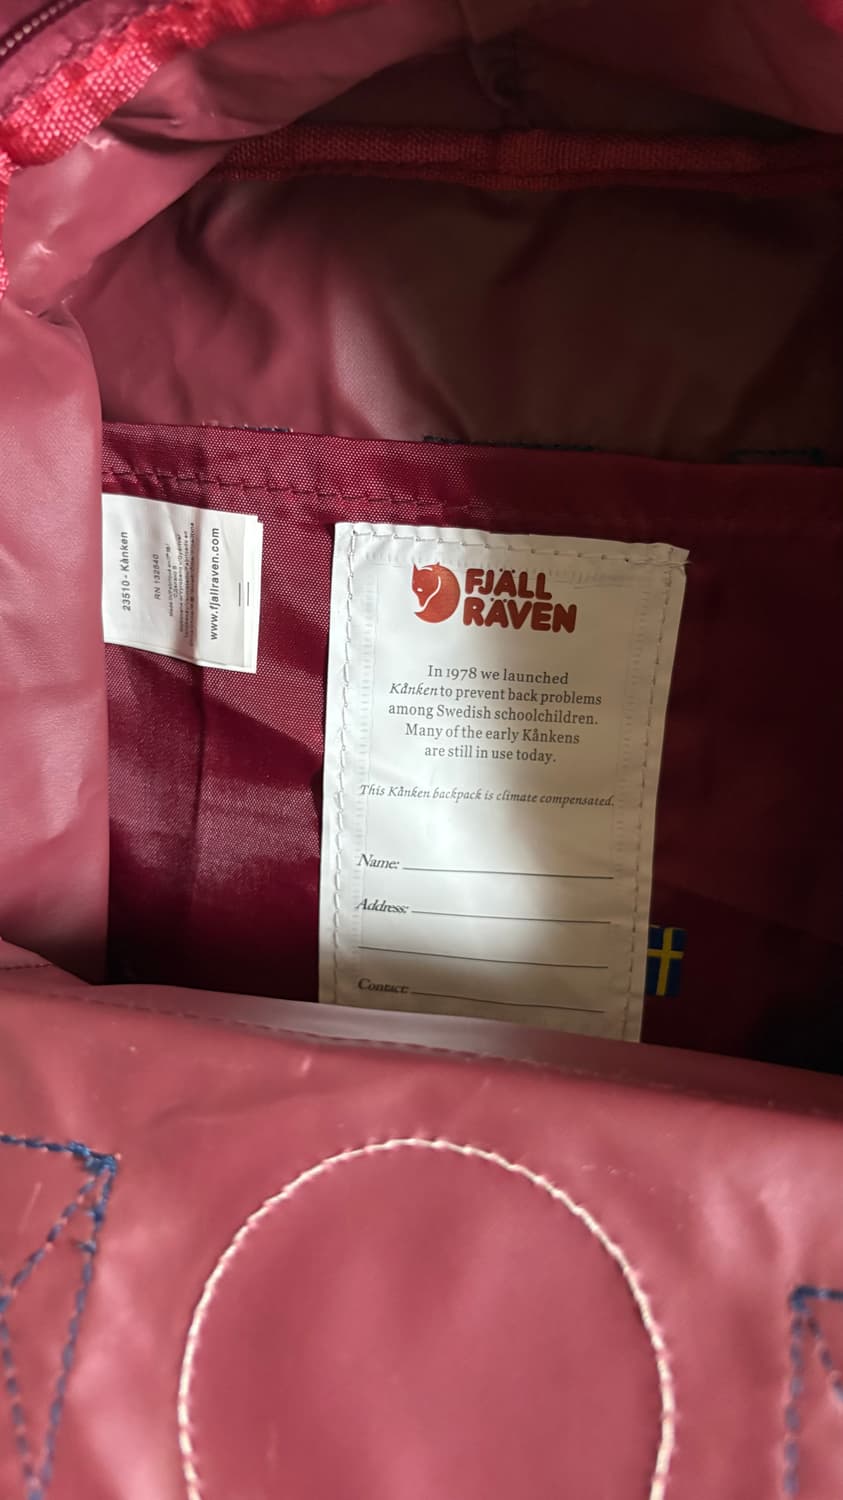 23510 - Kånken
RN 132640
www.fjallraven.com
FJÄLL
RÄVEN
In 1978 we launched
Kånken to prevent back problems
among Swedish schoolchildren.
Many of the early Kånkens
are still in use today.
This Kånken backpack is climate compensated.
Name:
Address:
Contact: